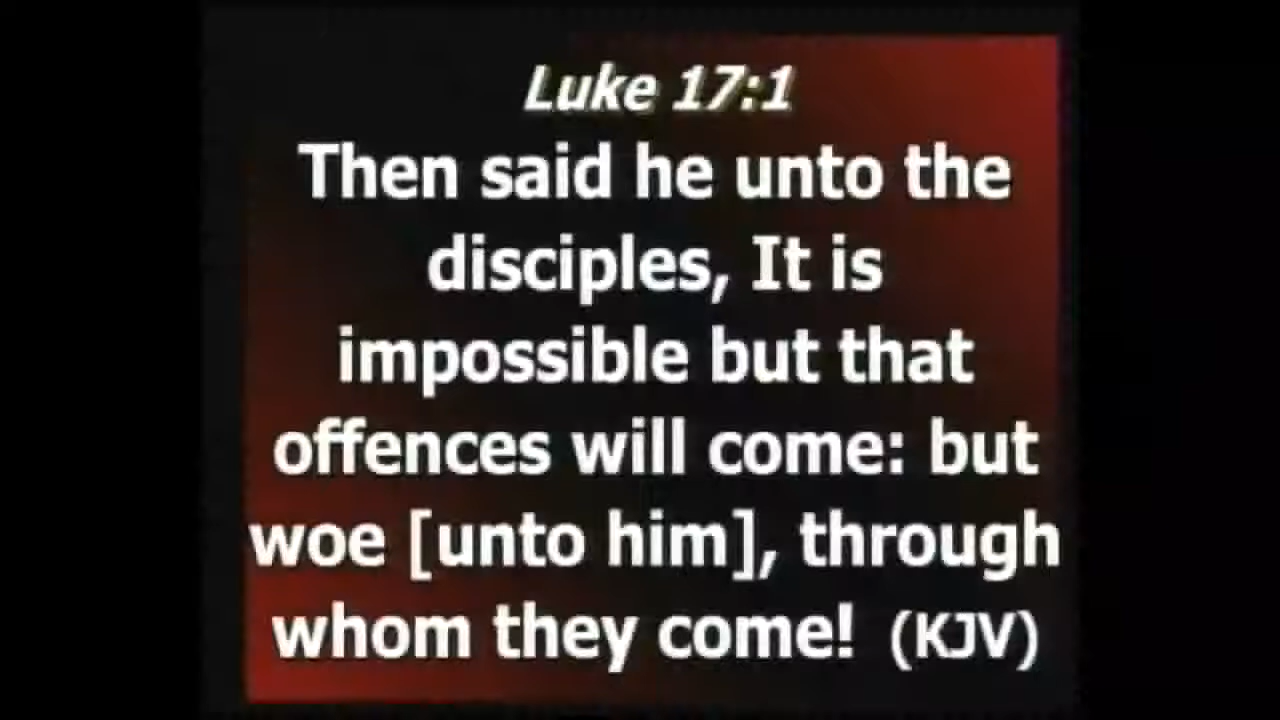 Luke 17:1
Then said he unto the
disciples, It is
impossible but that
offences will come: but
woe [unto him], through
whom they come! (KJV)